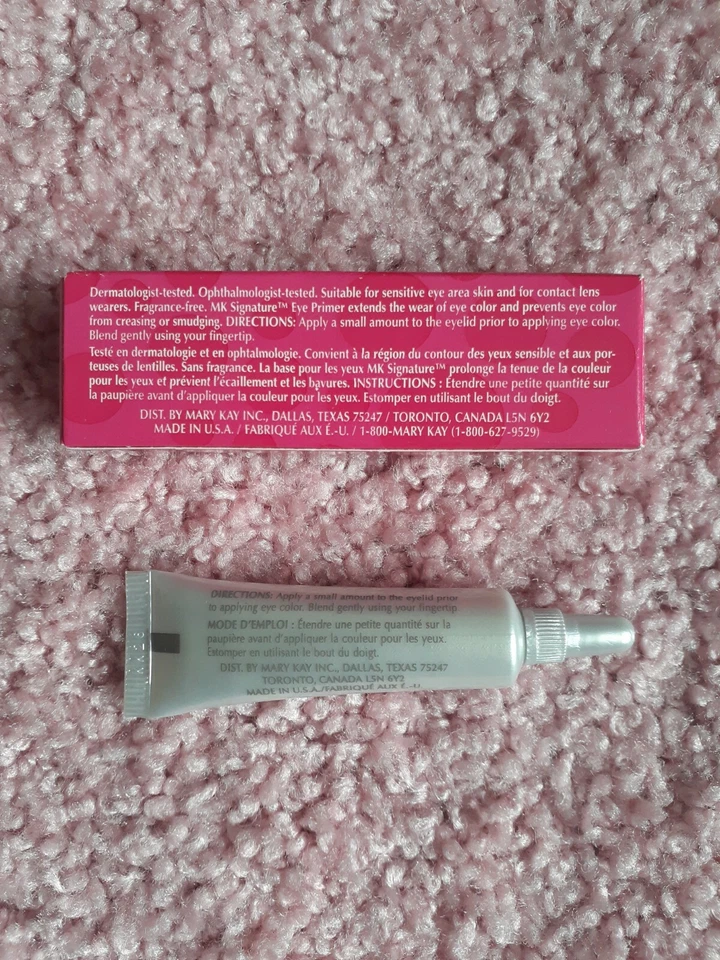 Dermatologist-tested. Ophthalmologist-tested. Suitable for sensitive eye area skin and for contact lens
wearers. Fragrance-free. MK Signature™ Eye Primer extends the wear of eye color and prevents eye color
from creasing or smudging. DIRECTIONS: Apply a small amount to the eyelid prior to applying eye color.
Blend gently using your fingertip.
Testé en dermatologie et en ophtalmologie. Convient à la région du contour des yeux sensible et aux por-
teuses de lentilles. Sans fragrance. La base pour les yeux MK Signature™ prolonge la tenue de la couleur
pour les yeux et prévient l'écaillement et les bavures. INSTRUCTIONS : Étendre une petite quantité sur
la paupière avant d'appliquer la couleur pour les yeux. Estomper en utilisant le bout du doigt.
DIST. BY MARY KAY INC., DALLAS, TEXAS 75247 / TORONTO, CANADA L5N 6Y2
MADE IN U.S.A. / FABRIQUÉ AUX É.-U. / 1-800-MARY KAY (1-800-627-9529)
DIRECTIONS: Apply a small amount to the eyelid prior
to applying eye color. Blend gently using your fingertip
MODE D'EMPLOI : Étendre une petite quantité sur la
paupière avant d'appliquer la couleur pour les yeux.
Estomper en utilisant le bout du doigt.
DIST. BY MARY KAY INC., DALLAS, TEXAS 75247
TORONTO, CANADA L5N 6Y2
MADE IN U.S.A./FABRIQUÉ AUX É.-U.